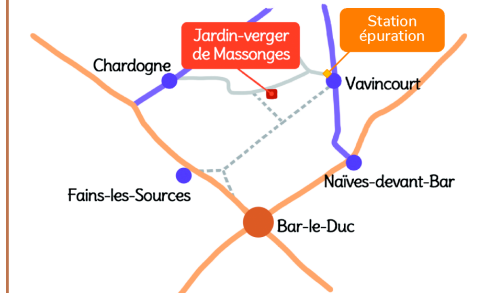 Station
épuration
Jardin-verger
de Massonges
Chardogne
Vavincourt
Fains-les-Sources
Naïves-devant-Bar
Bar-le-Duc